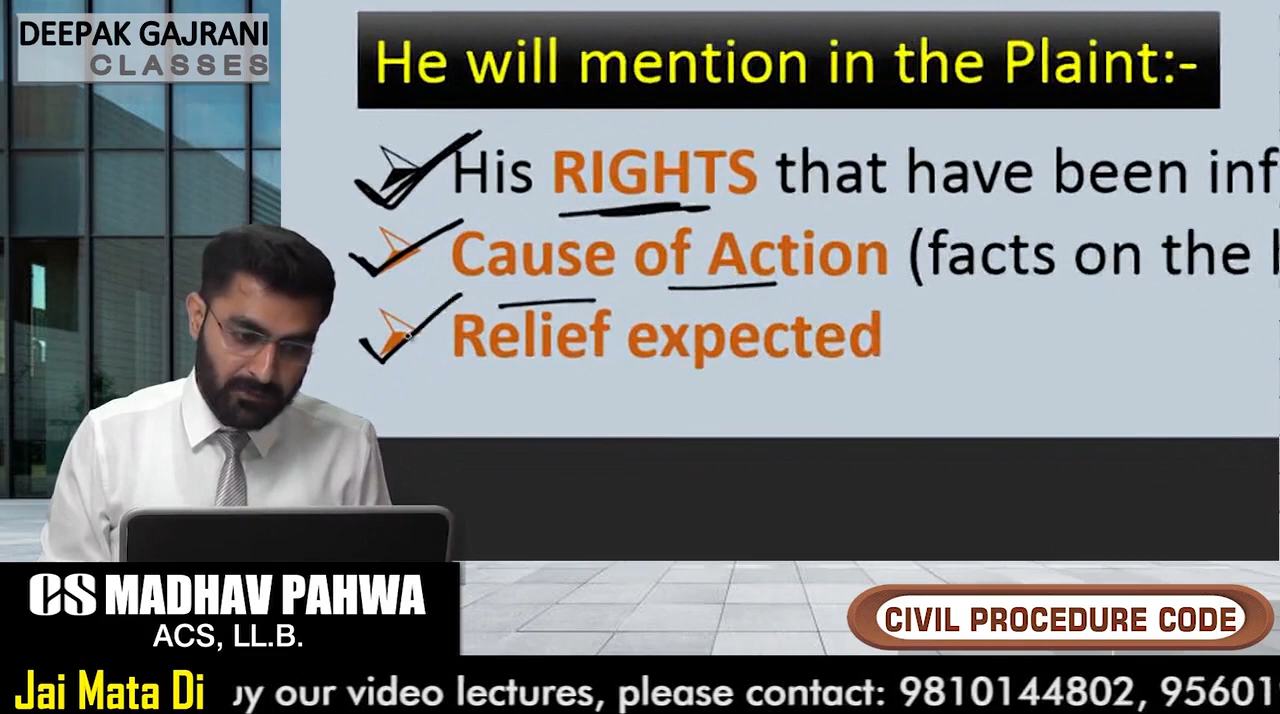 DEEPAK GAJRANI
CLASSES
He will mention in the Plaint:-
His RIGHTS that have been inf
Cause of Action (facts on the
Relief expected
CS MADHAV PAHWA
ACS, LL.B.
CIVIL PROCEDURE CODE
Jai Mata Di
uy our video lectures, please contact: 9810144802, 95601